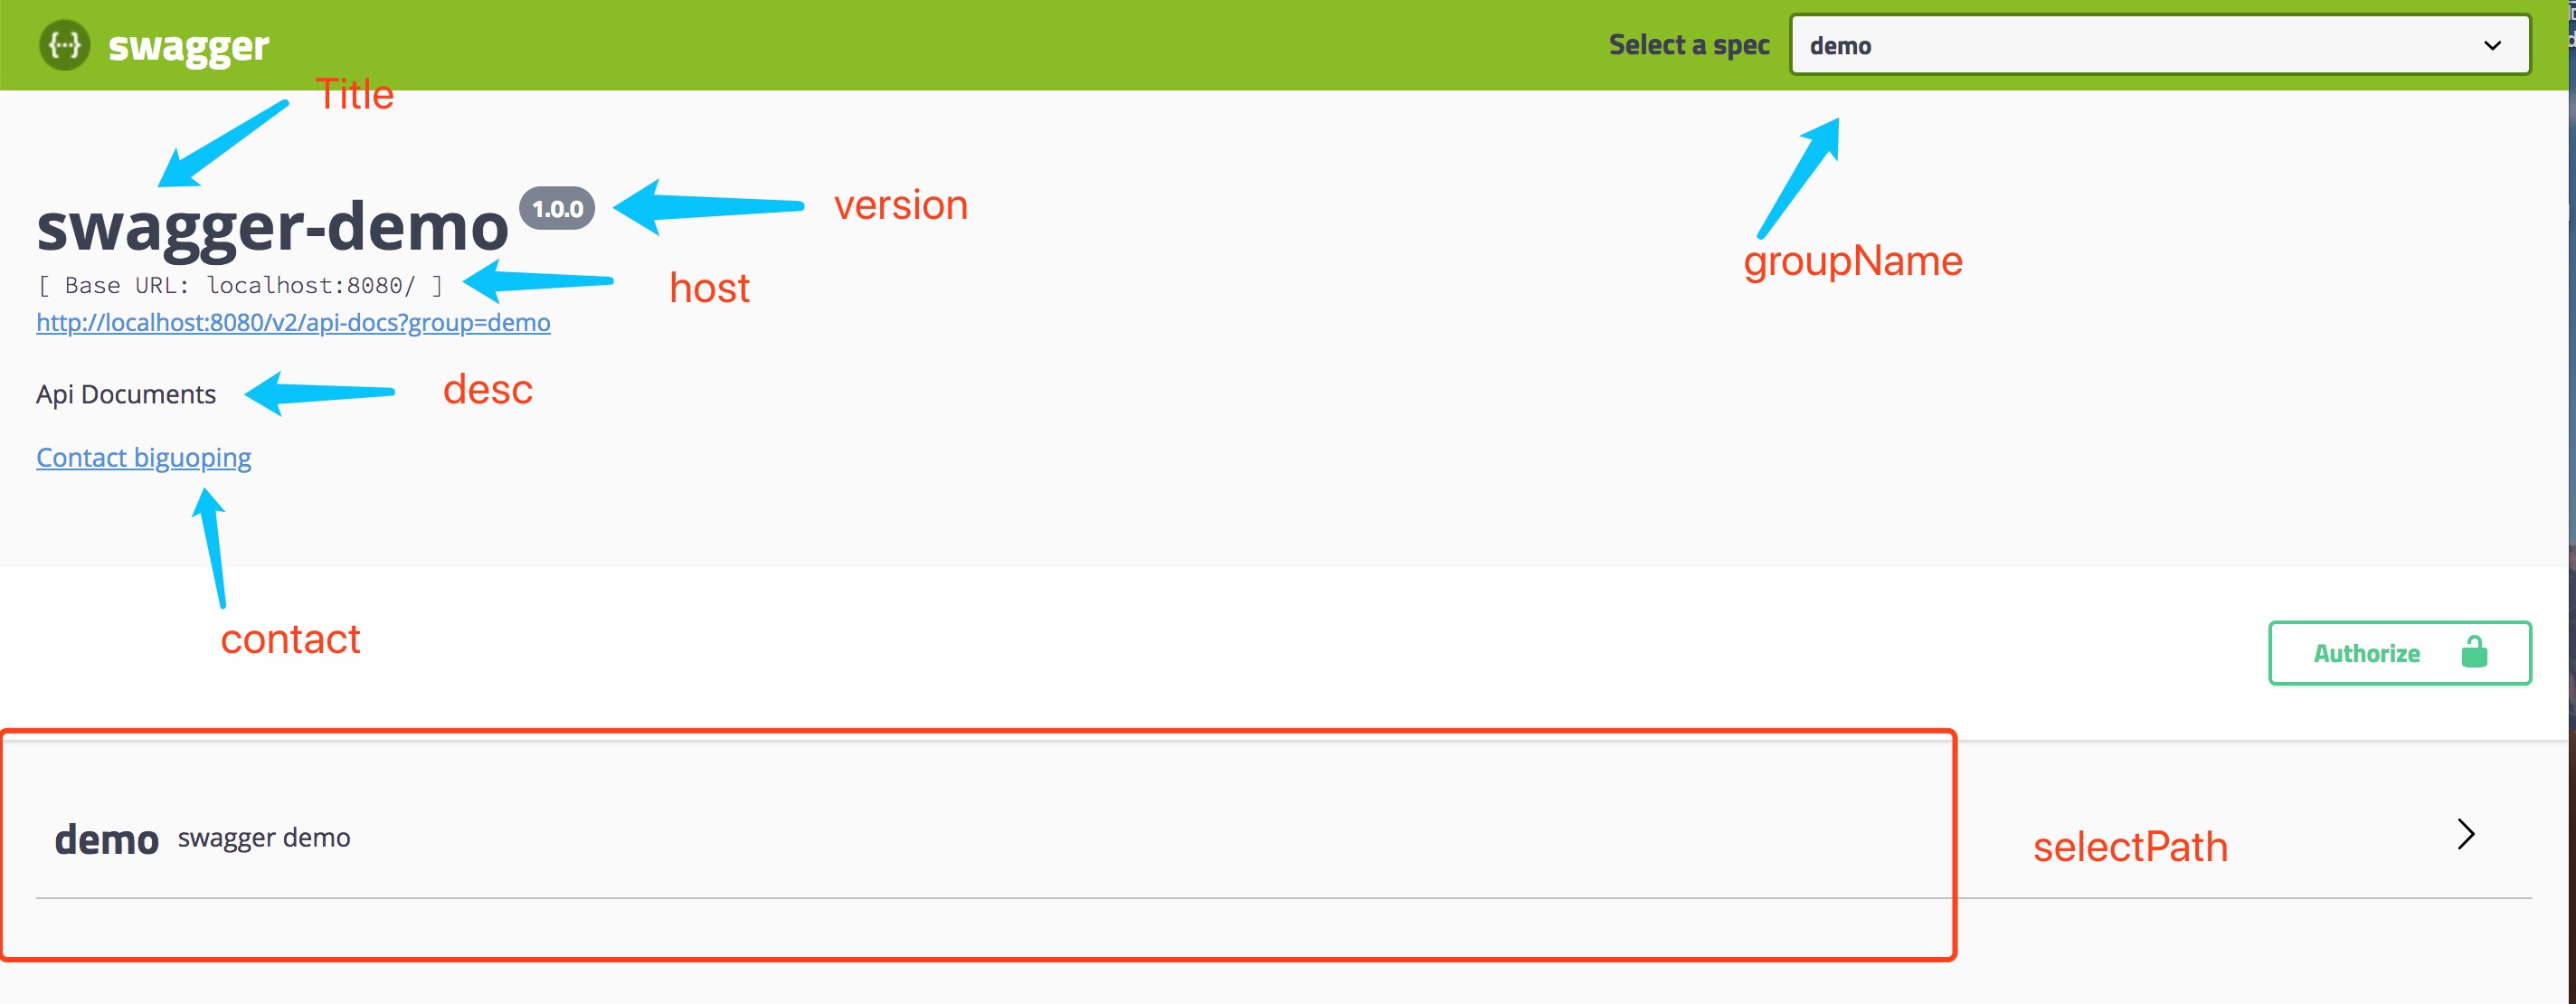 swagger
Select a spec
demo
Title
swagger-demo
1.0.0
version
groupName
[ Base URL: localhost:8080/ ]
host
http://localhost:8080/v2/api-docs?group=demo
Api Documents
desc
Contact biguoping
contact
Authorize
demo swagger demo
selectPath